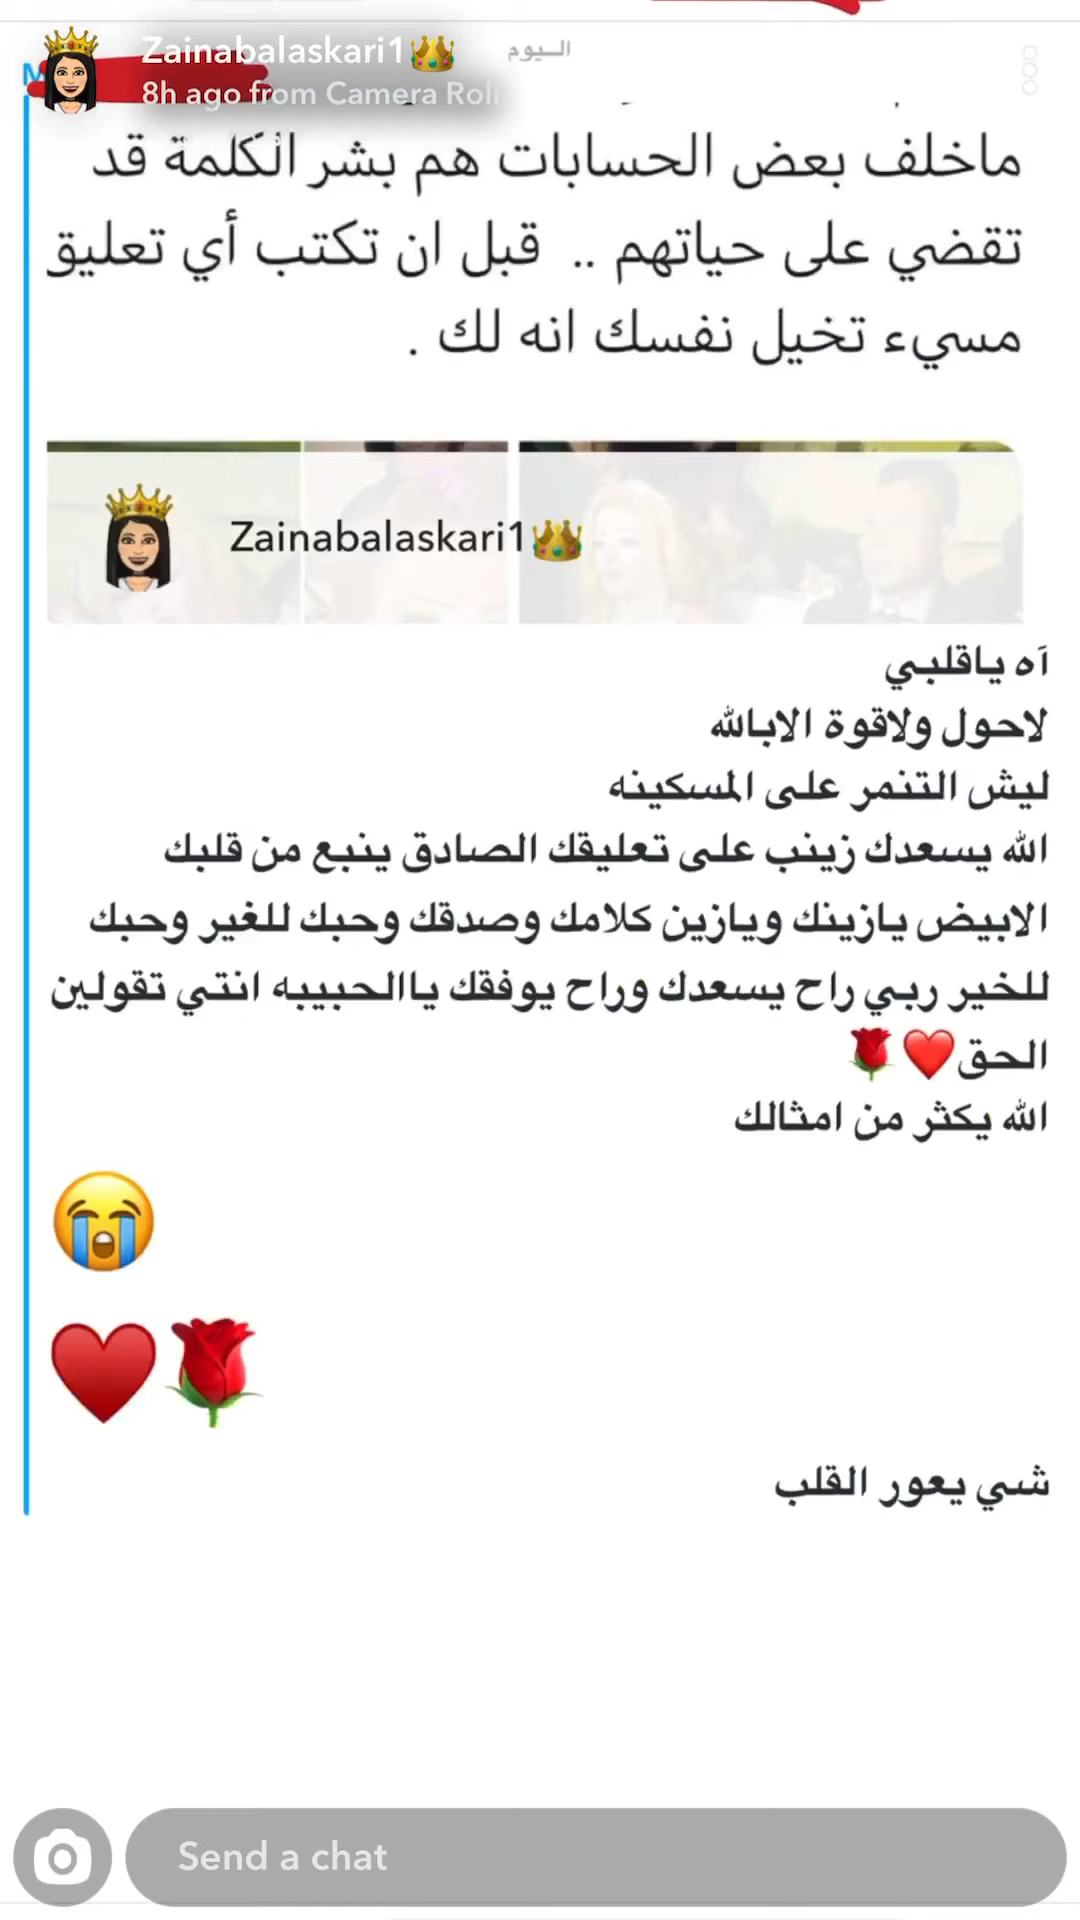 Zainabalaskari1👑
اليوم
8h ago from Camera Roll
ماخلف بعض الحسابات هم بشر الكلمة قد
تقضي على حياتهم .. قبل ان تكتب أي تعليق
مسيء تخيل نفسك انه لك .
Zainabalaskari1👑
آه ياقلبي
لاحول ولاقوة الابالله
ليش التنمر على المسكينه
الله يسعدك زينب على تعليقك الصادق ينبع من قلبك
الابيض يازينك ويازين كلامك وصدقك وحبك للغير وحبك
للخير ربي راح يسعدك وراح يوفقك ياالحبيبه انتي تقولين
الحق❤️🌹
الله يكثر من امثالك
😭
❤️🌹
شي يعور القلب
Send a chat